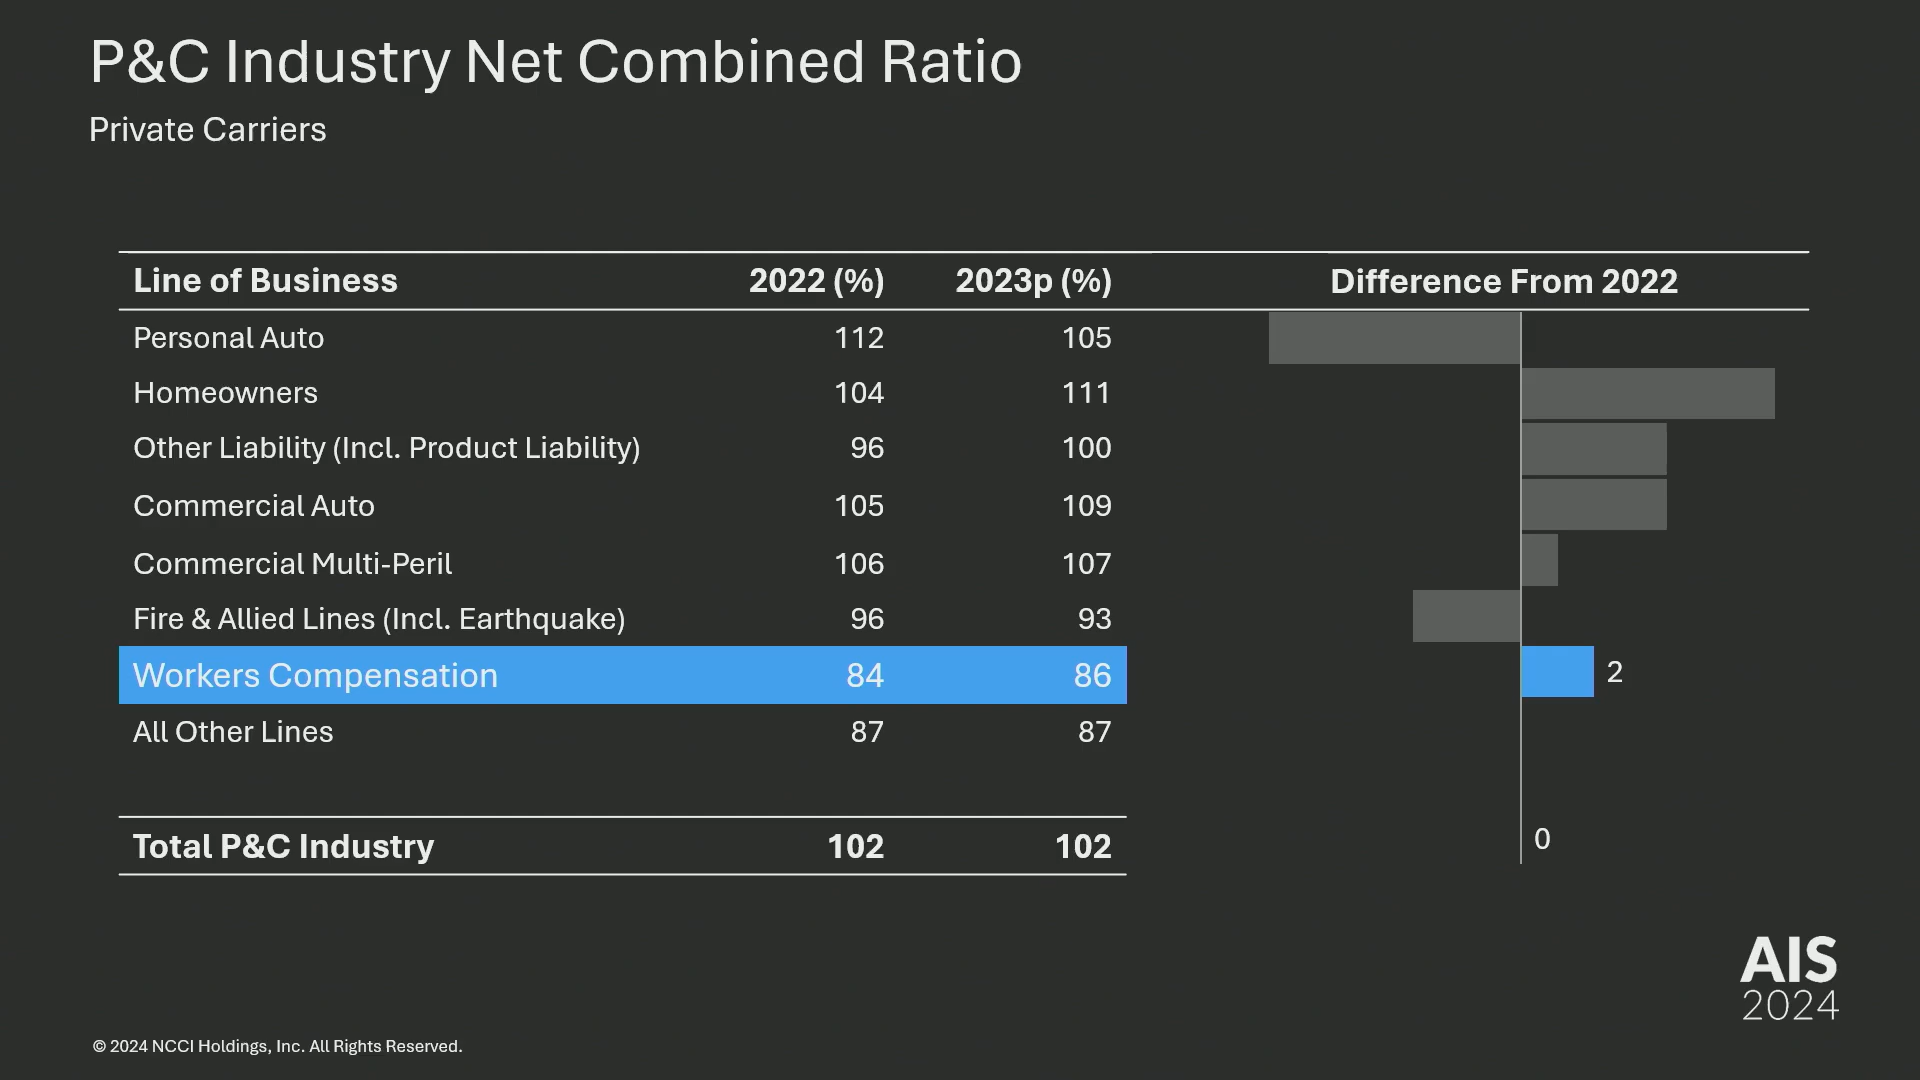 P&C Industry Net Combined Ratio
Private Carriers
Line of Business 2022 (%) 2023p (%) Difference From 2022
Personal Auto 112 105
Homeowners 104 111
Other Liability (Incl. Product Liability) 96 100
Commercial Auto 105 109
Commercial Multi-Peril 106 107
Fire & Allied Lines (Incl. Earthquake) 96 93
Workers Compensation 84 86 2
All Other Lines 87 87
Total P&C Industry 102 102 0
AIS
2024
© 2024 NCCI Holdings, Inc. All Rights Reserved.